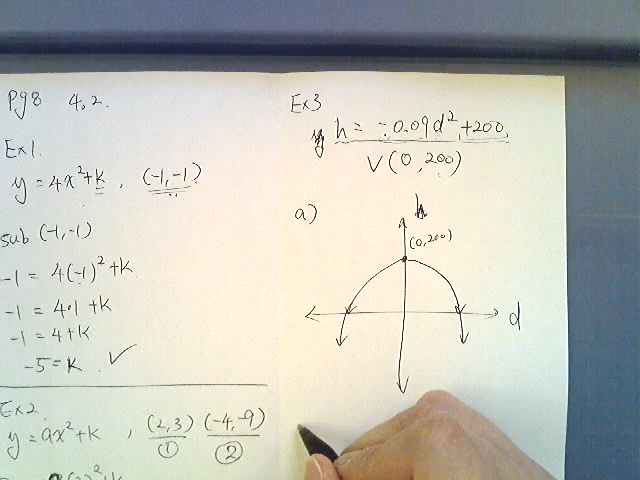 Pg8 4.2.
Ex1.
y = 4x²+k , (-1,-1)
sub (-1,-1)
-1 = 4(-1)²+k
-1 = 4·1 +k
-1 = 4+k
-5 = k. ✓
Ex2.
y = ax²+k , (2,3) (-4,-9)
① ②
Ex3
h = -0.09d²+200
V(0,200)
a)
h
(0,200)
d